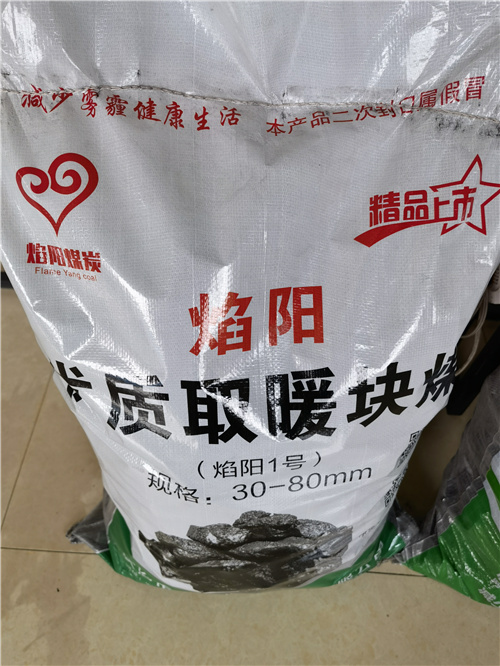 减少雾霾健康生活 本产品二次封口属假冒
焰阳煤炭
Flame Yang coal
精品上市
焰阳
优质取暖块煤
(焰阳1号)
规格：30-80mm